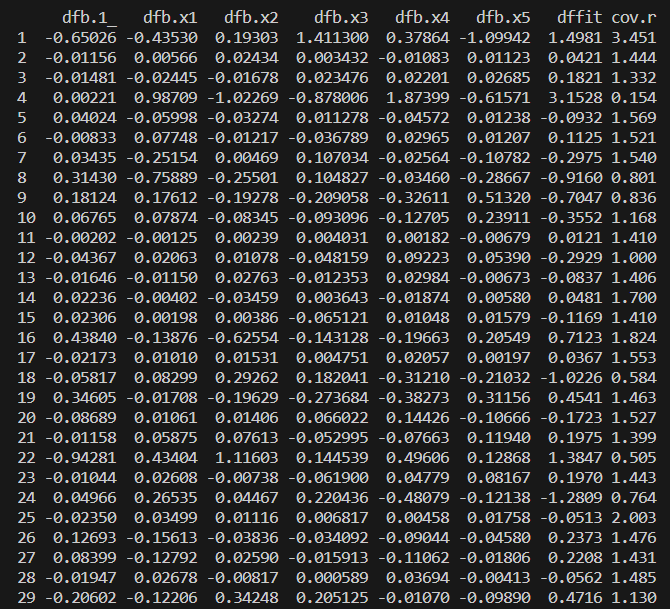 dfb.1_ dfb.x1 dfb.x2 dfb.x3 dfb.x4 dfb.x5 dffit cov.r
1 -0.65026 -0.43530 0.19303 1.411300 0.37864 -1.09942 1.4981 3.451
2 -0.01156 0.00566 0.02434 0.003432 -0.01083 0.01123 0.0421 1.444
3 -0.01481 -0.02445 -0.01678 0.023476 0.02201 0.02685 0.1821 1.332
4 0.00221 0.98709 -1.02269 -0.878006 1.87399 -0.61571 3.1528 0.154
5 0.04024 -0.05998 -0.03274 0.011278 -0.04572 0.01238 -0.0932 1.569
6 -0.00833 0.07748 -0.01217 -0.036789 0.02965 0.01207 0.1125 1.521
7 0.03435 -0.25154 0.00469 0.107034 -0.02564 -0.10782 -0.2975 1.540
8 0.31430 -0.75889 -0.25501 0.104827 -0.03460 -0.28667 -0.9160 0.801
9 0.18124 0.17612 -0.19278 -0.209058 -0.32611 0.51320 -0.7047 0.836
10 0.06765 0.07874 -0.08345 -0.093096 -0.12705 0.23911 -0.3552 1.168
11 -0.00202 -0.00125 0.00239 0.004031 0.00182 -0.00679 0.0121 1.410
12 -0.04367 0.02063 0.01078 -0.048159 0.09223 0.05390 -0.2929 1.000
13 -0.01646 -0.01150 0.02763 -0.012353 0.02984 -0.00673 -0.0837 1.406
14 0.02236 -0.00402 -0.03459 0.003643 -0.01874 0.00580 0.0481 1.700
15 0.02306 0.00198 0.00386 -0.065121 0.01048 0.01579 -0.1169 1.410
16 0.43840 -0.13876 -0.62554 -0.143128 -0.19663 0.20549 0.7123 1.824
17 -0.02173 0.01010 0.01531 0.004751 0.02057 0.00197 0.0367 1.553
18 -0.05817 0.08299 0.29262 0.182041 -0.31210 -0.21032 -1.0226 0.584
19 0.34605 -0.01708 -0.19629 -0.273684 -0.38273 0.31156 0.4541 1.463
20 -0.08689 0.01061 0.01406 0.066022 0.14426 -0.10666 -0.1723 1.527
21 -0.01158 0.05875 0.07613 -0.052995 -0.07663 0.11940 0.1975 1.399
22 -0.94281 0.43404 1.11603 0.144539 0.49606 0.12868 1.3847 0.505
23 -0.01044 0.02608 -0.00738 -0.061900 0.04779 0.08167 0.1970 1.443
24 0.04966 0.26535 0.04467 0.220436 -0.48079 -0.12138 -1.2809 0.764
25 -0.02350 0.03499 0.01116 0.006817 0.00458 0.01758 -0.0513 2.003
26 0.12693 -0.15613 -0.03836 -0.034092 -0.09044 -0.04580 0.2373 1.476
27 0.08399 -0.12792 0.02590 -0.015913 -0.11062 -0.01806 0.2208 1.431
28 -0.01947 0.02678 -0.00817 0.000589 0.03694 -0.00413 -0.0562 1.485
29 -0.20602 -0.12206 0.34248 0.205125 -0.01070 -0.09890 0.4716 1.130